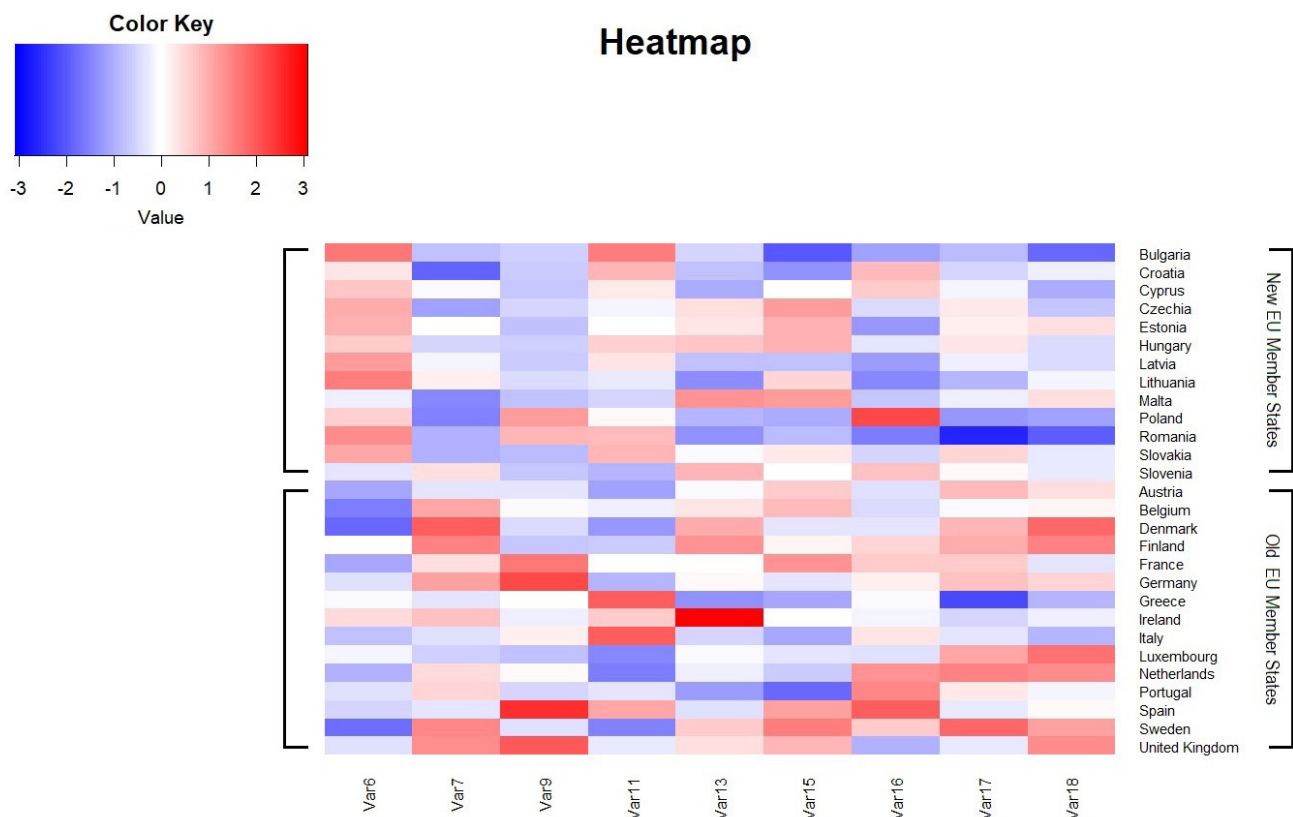 Color Key
Heatmap
-3 -2 -1 0 1 2 3
Value
Bulgaria
Croatia
Cyprus
Czechia
Estonia
Hungary
Latvia
Lithuania
Malta
Poland
Romania
Slovakia
Slovenia
Austria
Belgium
Denmark
Finland
France
Germany
Greece
Ireland
Italy
Luxembourg
Netherlands
Portugal
Spain
Sweden
United Kingdom
New EU Member States
Old EU Member States
Var6 Var7 Var9 Var11 Var13 Var15 Var16 Var17 Var18